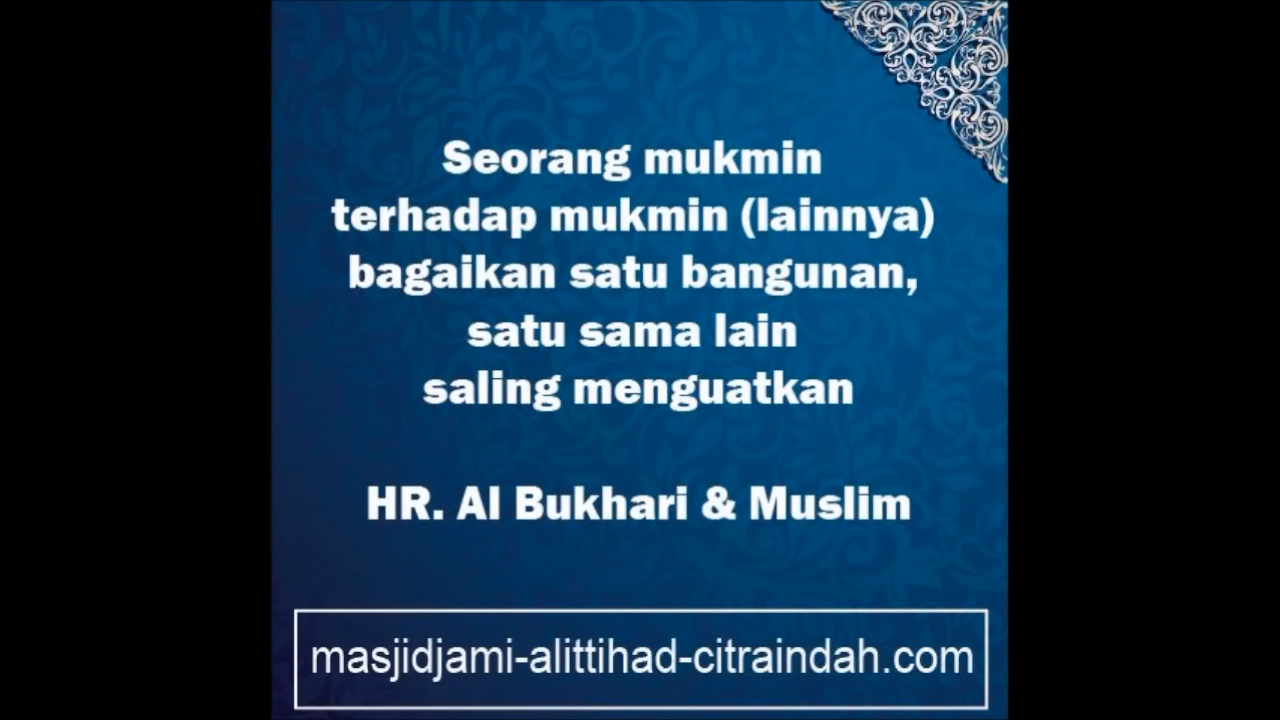 Seorang mukmin
terhadap mukmin (lainnya)
bagaikan satu bangunan,
satu sama lain
saling menguatkan
HR. Al Bukhari & Muslim
masjidjami-alittihad-citraindah.com